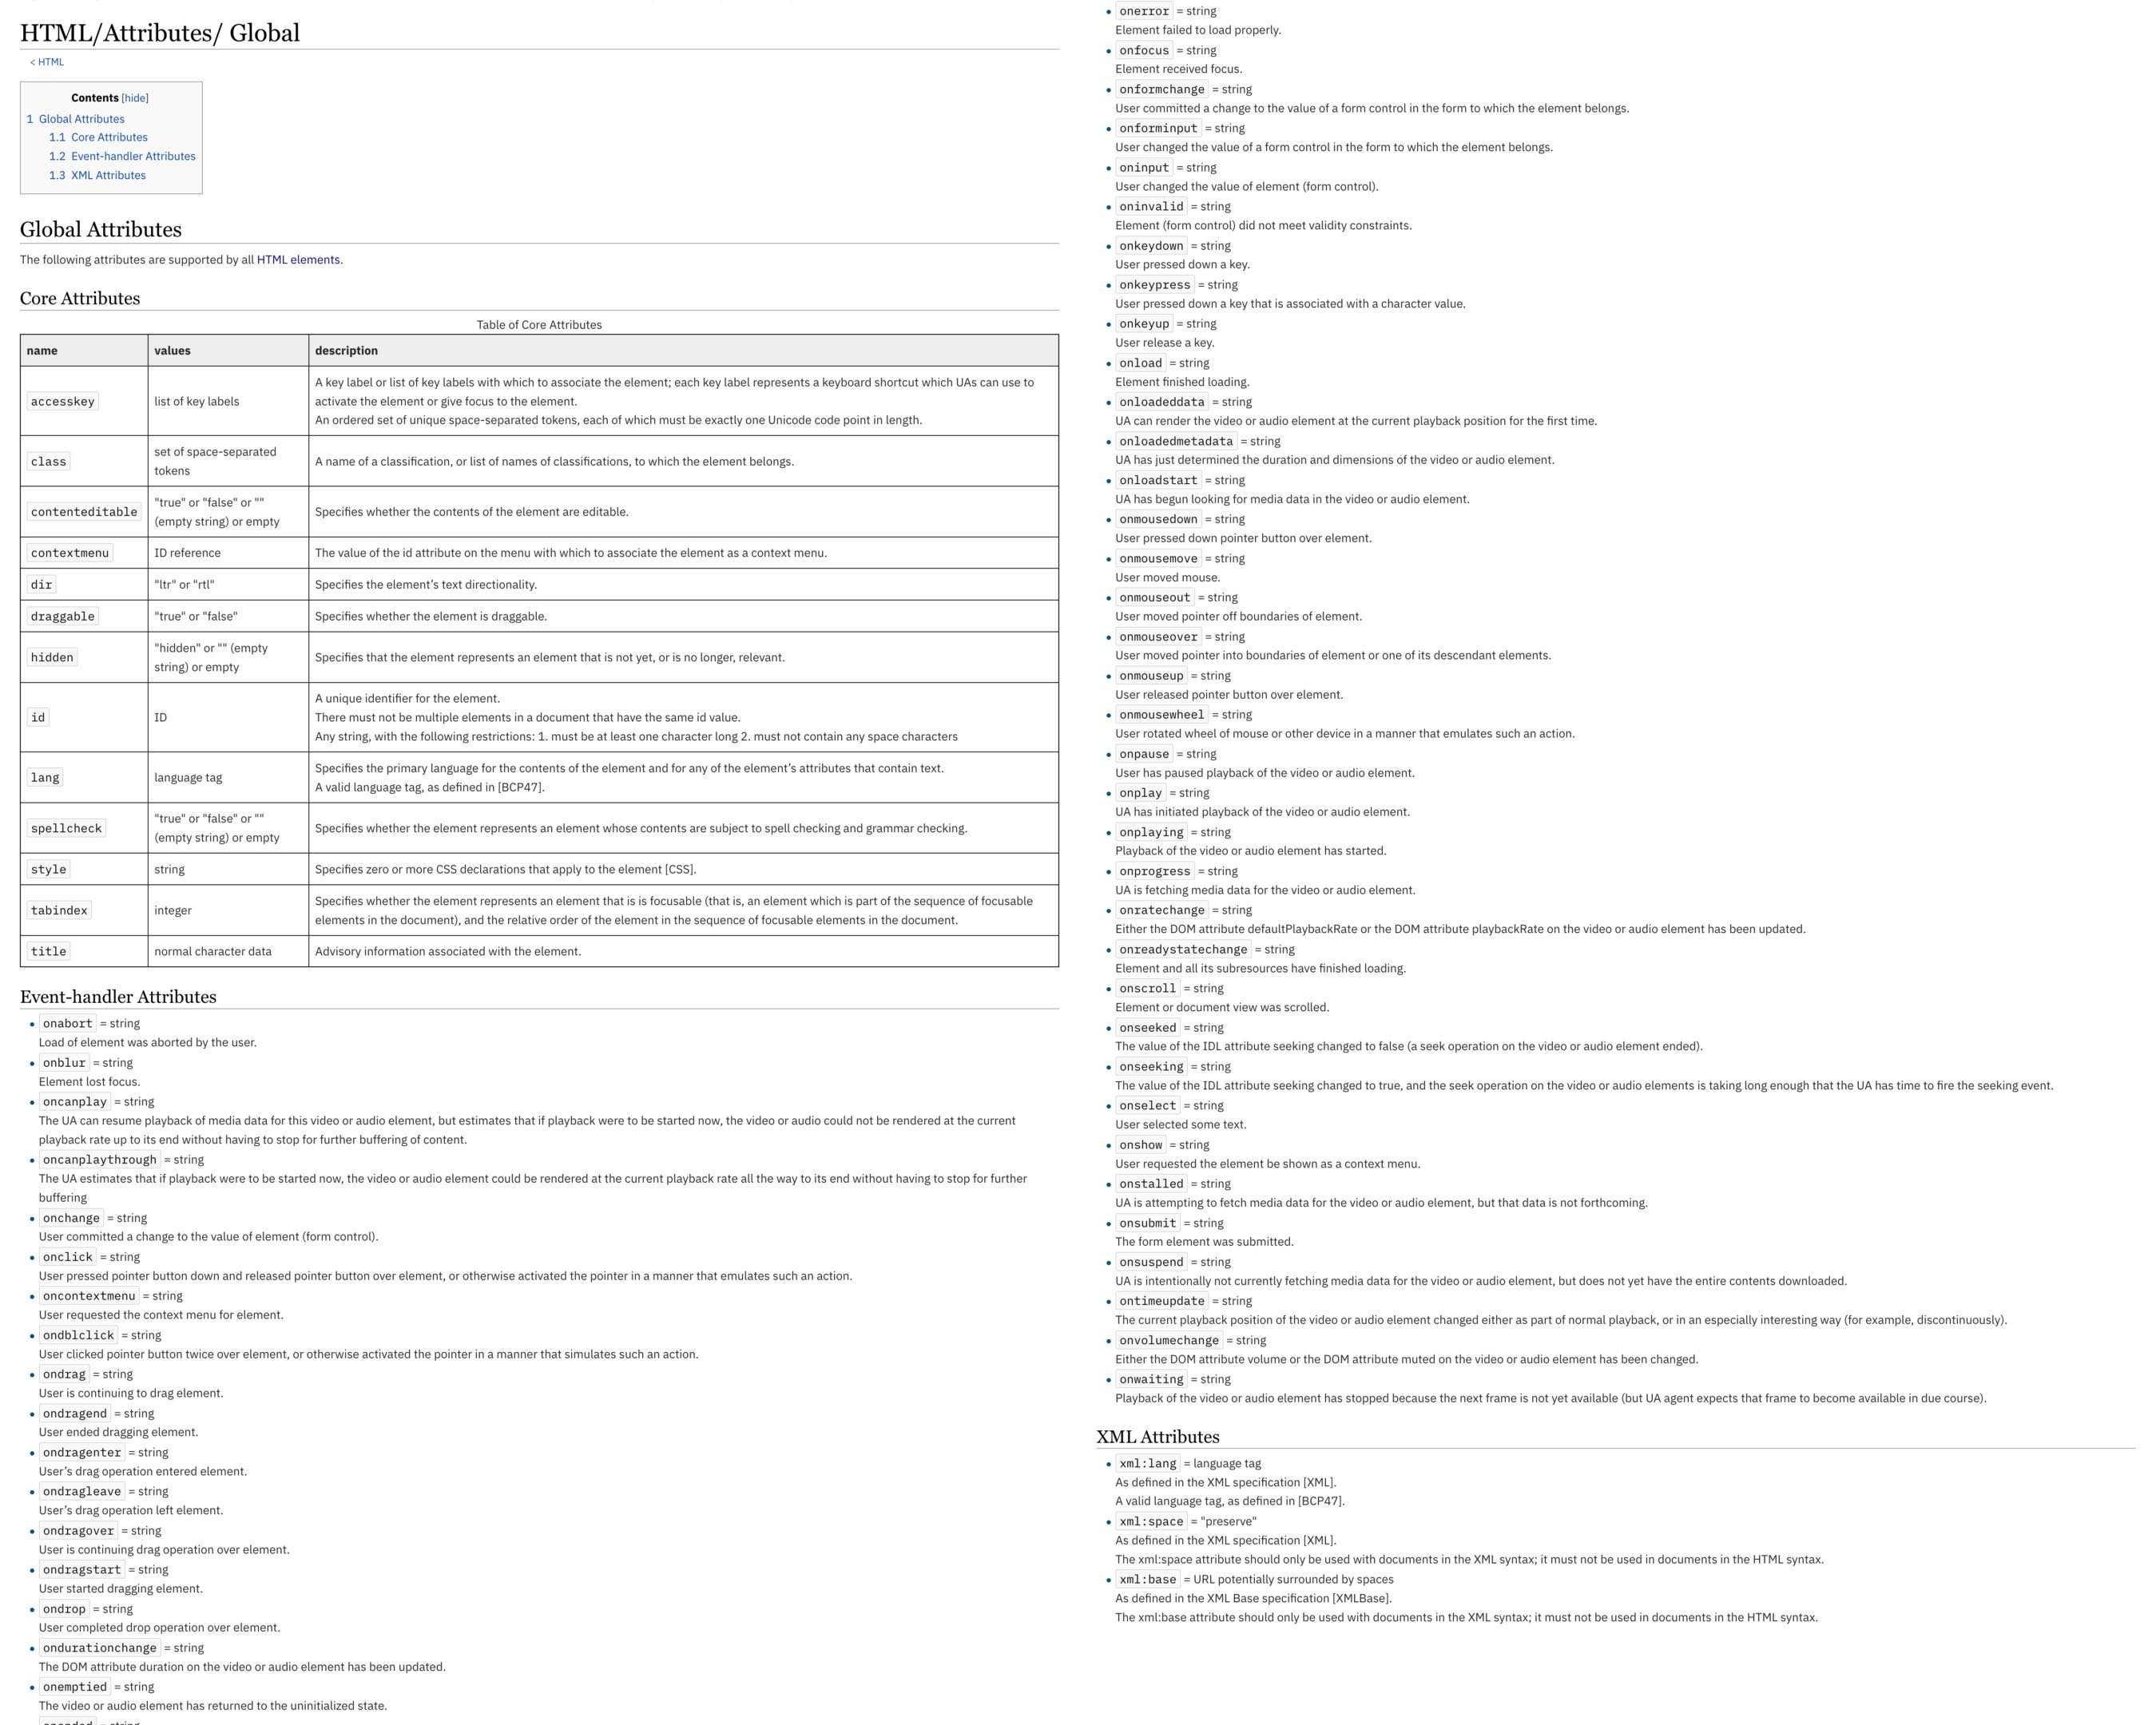 HTML/Attributes/ Global
< HTML
Contents [hide]
1 Global Attributes
1.1 Core Attributes
1.2 Event-handler Attributes
1.3 XML Attributes
Global Attributes
The following attributes are supported by all HTML elements.
Core Attributes
Table of Core Attributes
name values description
accesskey list of key labels A key label or list of key labels with which to associate the element; each key label represents a keyboard shortcut which UAs can use to
activate the element or give focus to the element.
An ordered set of unique space-separated tokens, each of which must be exactly one Unicode code point in length.
class set of space-separated
tokens A name of a classification, or list of names of classifications, to which the element belongs.
contenteditable "true" or "false" or ""
(empty string) or empty Specifies whether the contents of the element are editable.
contextmenu ID reference The value of the id attribute on the menu with which to associate the element as a context menu.
dir "ltr" or "rtl" Specifies the element’s text directionality.
draggable "true" or "false" Specifies whether the element is draggable.
hidden "hidden" or "" (empty
string) or empty Specifies that the element represents an element that is not yet, or is no longer, relevant.
id ID A unique identifier for the element.
There must not be multiple elements in a document that have the same id value.
Any string, with the following restrictions: 1. must be at least one character long 2. must not contain any space characters
lang language tag Specifies the primary language for the contents of the element and for any of the element’s attributes that contain text.
A valid language tag, as defined in [BCP47].
spellcheck "true" or "false" or ""
(empty string) or empty Specifies whether the element represents an element whose contents are subject to spell checking and grammar checking.
style string Specifies zero or more CSS declarations that apply to the element [CSS].
tabindex integer Specifies whether the element represents an element that is is focusable (that is, an element which is part of the sequence of focusable
elements in the document), and the relative order of the element in the sequence of focusable elements in the document.
title normal character data Advisory information associated with the element.
Event-handler Attributes
• onabort = string
Load of element was aborted by the user.
• onblur = string
Element lost focus.
• oncanplay = string
The UA can resume playback of media data for this video or audio element, but estimates that if playback were to be started now, the video or audio could not be rendered at the current
playback rate up to its end without having to stop for further buffering of content.
• oncanplaythrough = string
The UA estimates that if playback were to be started now, the video or audio element could be rendered at the current playback rate all the way to its end without having to stop for further
buffering
• onchange = string
User committed a change to the value of element (form control).
• onclick = string
User pressed pointer button down and released pointer button over element, or otherwise activated the pointer in a manner that emulates such an action.
• oncontextmenu = string
User requested the context menu for element.
• ondblclick = string
User clicked pointer button twice over element, or otherwise activated the pointer in a manner that simulates such an action.
• ondrag = string
User is continuing to drag element.
• ondragend = string
User ended dragging element.
• ondragenter = string
User’s drag operation entered element.
• ondragleave = string
User’s drag operation left element.
• ondragover = string
User is continuing drag operation over element.
• ondragstart = string
User started dragging element.
• ondrop = string
User completed drop operation over element.
• ondurationchange = string
The DOM attribute duration on the video or audio element has been updated.
• onemptied = string
The video or audio element has returned to the uninitialized state.
• onerror = string
Element failed to load properly.
• onfocus = string
Element received focus.
• onformchange = string
User committed a change to the value of a form control in the form to which the element belongs.
• onforminput = string
User changed the value of a form control in the form to which the element belongs.
• oninput = string
User changed the value of element (form control).
• oninvalid = string
Element (form control) did not meet validity constraints.
• onkeydown = string
User pressed down a key.
• onkeypress = string
User pressed down a key that is associated with a character value.
• onkeyup = string
User release a key.
• onload = string
Element finished loading.
• onloadeddata = string
UA can render the video or audio element at the current playback position for the first time.
• onloadedmetadata = string
UA has just determined the duration and dimensions of the video or audio element.
• onloadstart = string
UA has begun looking for media data in the video or audio element.
• onmousedown = string
User pressed down pointer button over element.
• onmousemove = string
User moved mouse.
• onmouseout = string
User moved pointer off boundaries of element.
• onmouseover = string
User moved pointer into boundaries of element or one of its descendant elements.
• onmouseup = string
User released pointer button over element.
• onmousewheel = string
User rotated wheel of mouse or other device in a manner that emulates such an action.
• onpause = string
User has paused playback of the video or audio element.
• onplay = string
UA has initiated playback of the video or audio element.
• onplaying = string
Playback of the video or audio element has started.
• onprogress = string
UA is fetching media data for the video or audio element.
• onratechange = string
Either the DOM attribute defaultPlaybackRate or the DOM attribute playbackRate on the video or audio element has been updated.
• onreadystatechange = string
Element and all its subresources have finished loading.
• onscroll = string
Element or document view was scrolled.
• onseeked = string
The value of the IDL attribute seeking changed to false (a seek operation on the video or audio element ended).
• onseeking = string
The value of the IDL attribute seeking changed to true, and the seek operation on the video or audio elements is taking long enough that the UA has time to fire the seeking event.
• onselect = string
User selected some text.
• onshow = string
User requested the element be shown as a context menu.
• onstalled = string
UA is attempting to fetch media data for the video or audio element, but that data is not forthcoming.
• onsubmit = string
The form element was submitted.
• onsuspend = string
UA is intentionally not currently fetching media data for the video or audio element, but does not yet have the entire contents downloaded.
• ontimeupdate = string
The current playback position of the video or audio element changed either as part of normal playback, or in an especially interesting way (for example, discontinuously).
• onvolumechange = string
Either the DOM attribute volume or the DOM attribute muted on the video or audio element has been changed.
• onwaiting = string
Playback of the video or audio element has stopped because the next frame is not yet available (but UA agent expects that frame to become available in due course).
XML Attributes
• xml:lang = language tag
As defined in the XML specification [XML].
A valid language tag, as defined in [BCP47].
• xml:space = "preserve"
As defined in the XML specification [XML].
The xml:space attribute should only be used with documents in the XML syntax; it must not be used in documents in the HTML syntax.
• xml:base = URL potentially surrounded by spaces
As defined in the XML Base specification [XMLBase].
The xml:base attribute should only be used with documents in the XML syntax; it must not be used in documents in the HTML syntax.